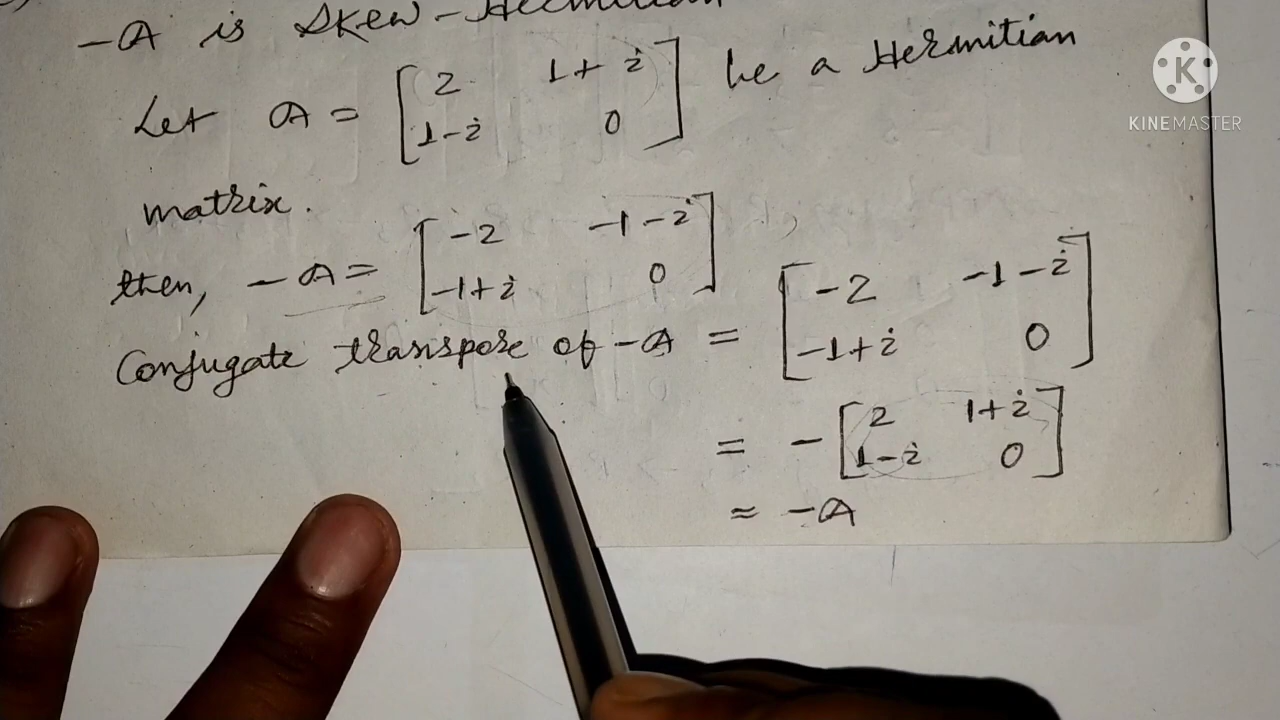 -A is Skew-Hermitian
Let A = [2 1+i
1-i 0] be a Hermitian
matrix.
then, -A = [-2 -1-i
-1+i 0]
Conjugate transpose of -A = [-2 -1-i
-1+i 0]
= -[2 1+i
1-i 0]
≈ -A
K
KINEMASTER